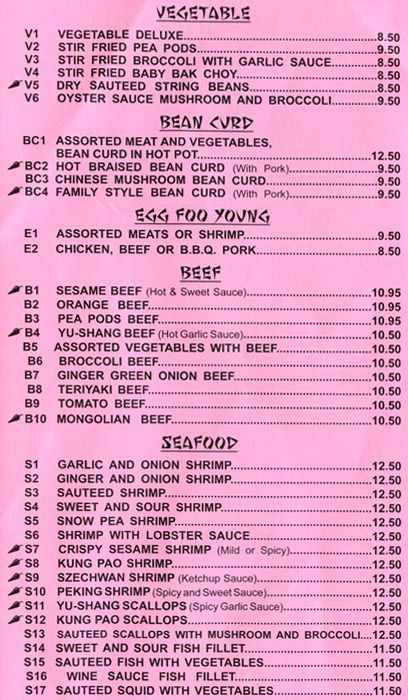 VEGETABLE
V1 VEGETABLE DELUXE 8.50
V2 STIR FRIED PEA PODS 9.50
V3 STIR FRIED BROCCOLI WITH GARLIC SAUCE 8.50
V4 STIR FRIED BABY BAK CHOY 8.50
V5 DRY SAUTEED STRING BEANS 8.50
V6 OYSTER SAUCE MUSHROOM AND BROCCOLI 9.50
BEAN CURD
BC1 ASSORTED MEAT AND VEGETABLES,
BEAN CURD IN HOT POT 12.50
BC2 HOT BRAISED BEAN CURD (With Pork) 9.50
BC3 CHINESE MUSHROOM BEAN CURD 9.50
BC4 FAMILY STYLE BEAN CURD (With Pork) 9.50
EGG FOO YOUNG
E1 ASSORTED MEATS OR SHRIMP 9.50
E2 CHICKEN, BEEF OR B.B.Q. PORK 8.50
BEEF
B1 SESAME BEEF (Hot & Sweet Sauce) 10.95
B2 ORANGE BEEF 10.95
B3 PEA PODS BEEF 10.95
B4 YU-SHANG BEEF (Hot Garlic Sauce) 10.50
B5 ASSORTED VEGETABLES WITH BEEF 10.50
B6 BROCCOLI BEEF 10.50
B7 GINGER GREEN ONION BEEF 10.50
B8 TERIYAKI BEEF 10.50
B9 TOMATO BEEF 10.50
B10 MONGOLIAN BEEF 10.50
SEAFOOD
S1 GARLIC AND ONION SHRIMP 12.50
S2 GINGER AND ONION SHRIMP 12.50
S3 SAUTEED SHRIMP 12.50
S4 SWEET AND SOUR SHRIMP 12.50
S5 SNOW PEA SHRIMP 12.50
S6 SHRIMP WITH LOBSTER SAUCE 12.50
S7 CRISPY SESAME SHRIMP (Mild or Spicy) 12.50
S8 KUNG PAO SHRIMP 12.50
S9 SZECHWAN SHRIMP (Ketchup Sauce) 12.50
S10 PEKING SHRIMP (Spicy and Sweet Sauce) 12.50
S11 YU-SHANG SCALLOPS (Spicy Garlic Sauce) 12.50
S12 KUNG PAO SCALLOPS 12.50
S13 SAUTEED SCALLOPS WITH MUSHROOM AND BROCCOLI 12.50
S14 SWEET AND SOUR FISH FILLET 11.50
S15 SAUTEED FISH WITH VEGETABLES 11.50
S16 WINE SAUCE FISH FILLET 11.50
S17 SAUTEED SQUID WITH VEGETABLES 11.50